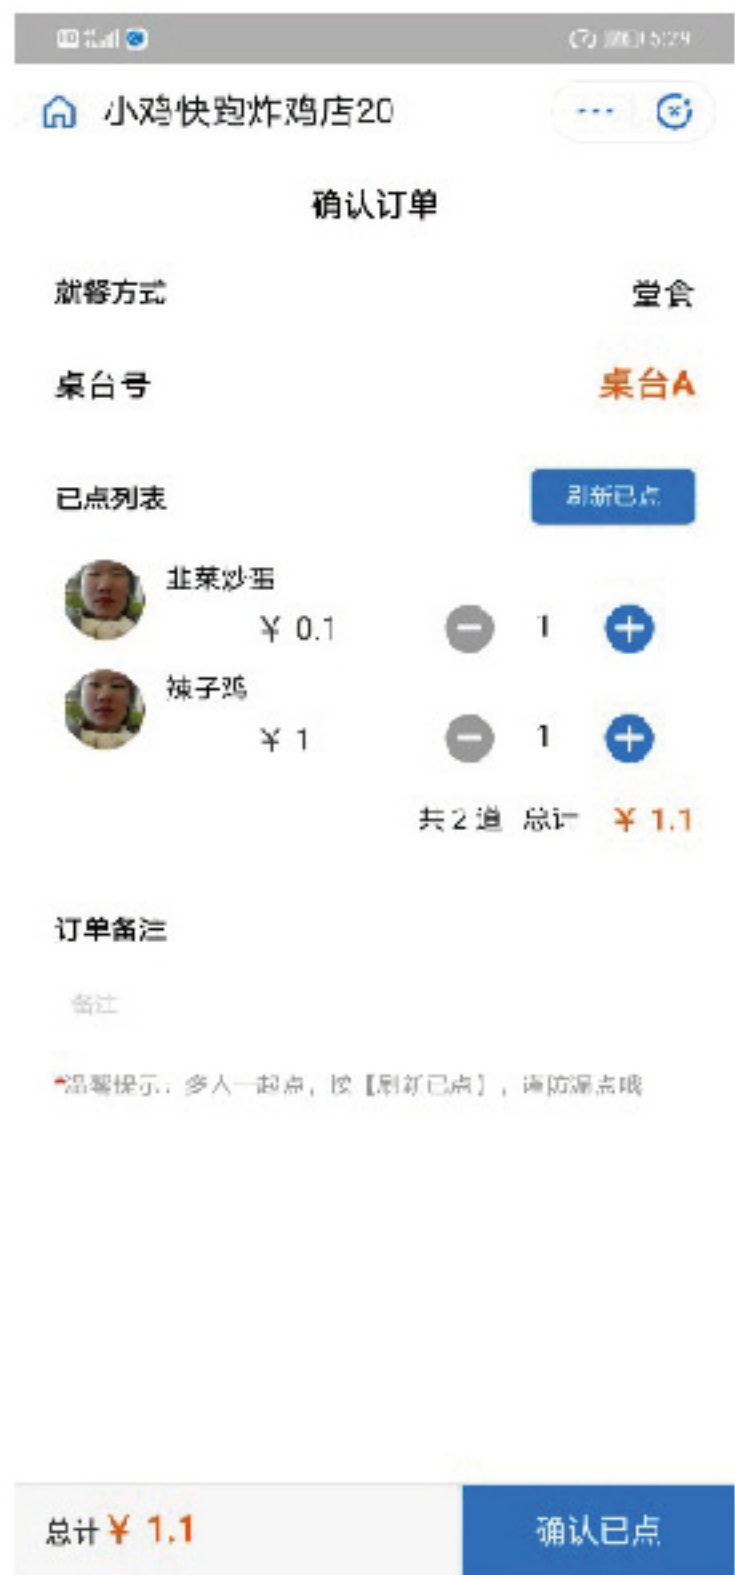 5:29
小鸡快跑炸鸡店20
确认订单
就餐方式 堂食
桌台号 桌台A
已点列表 刷新已点
韭菜炒蛋
¥ 0.1 1
辣子鸡
¥ 1 1
共2道 总计 ¥ 1.1
订单备注
备注
*温馨提示：多人一起点，按【刷新已点】，谨防漏点哦
总计¥ 1.1 确认已点